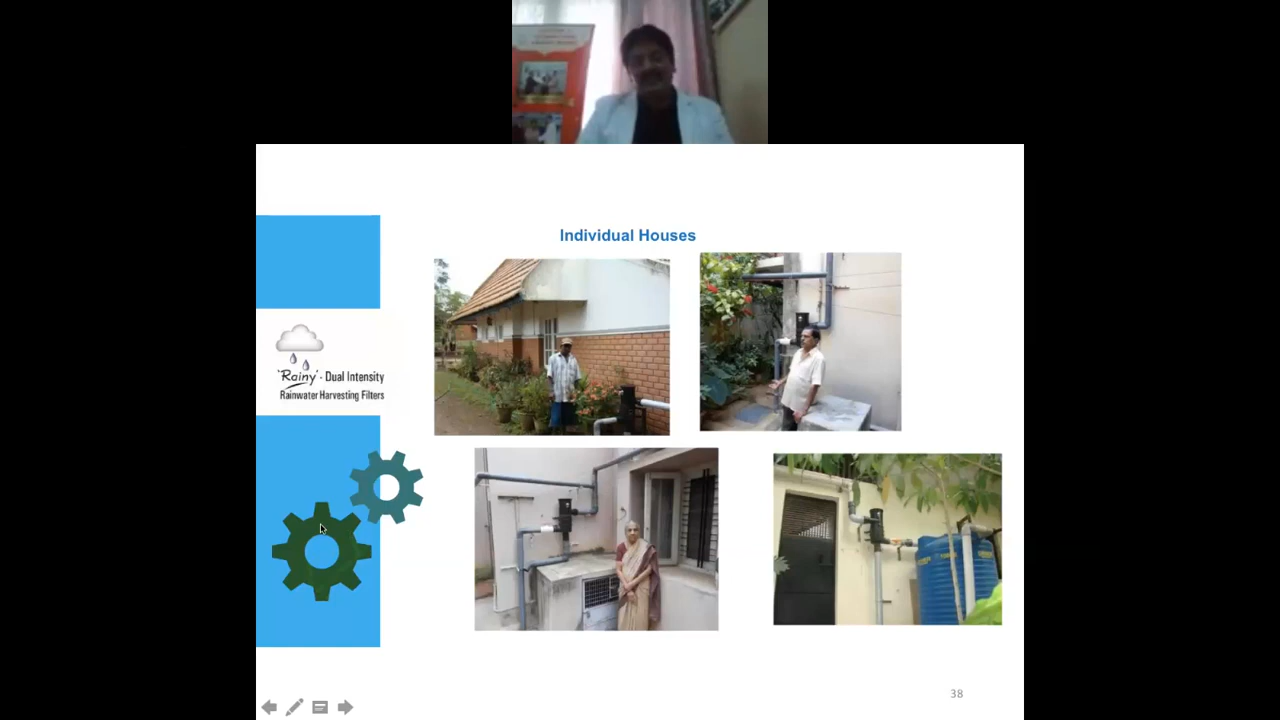 Individual Houses
'Rainy' - Dual Intensity
Rainwater Harvesting Filters
38